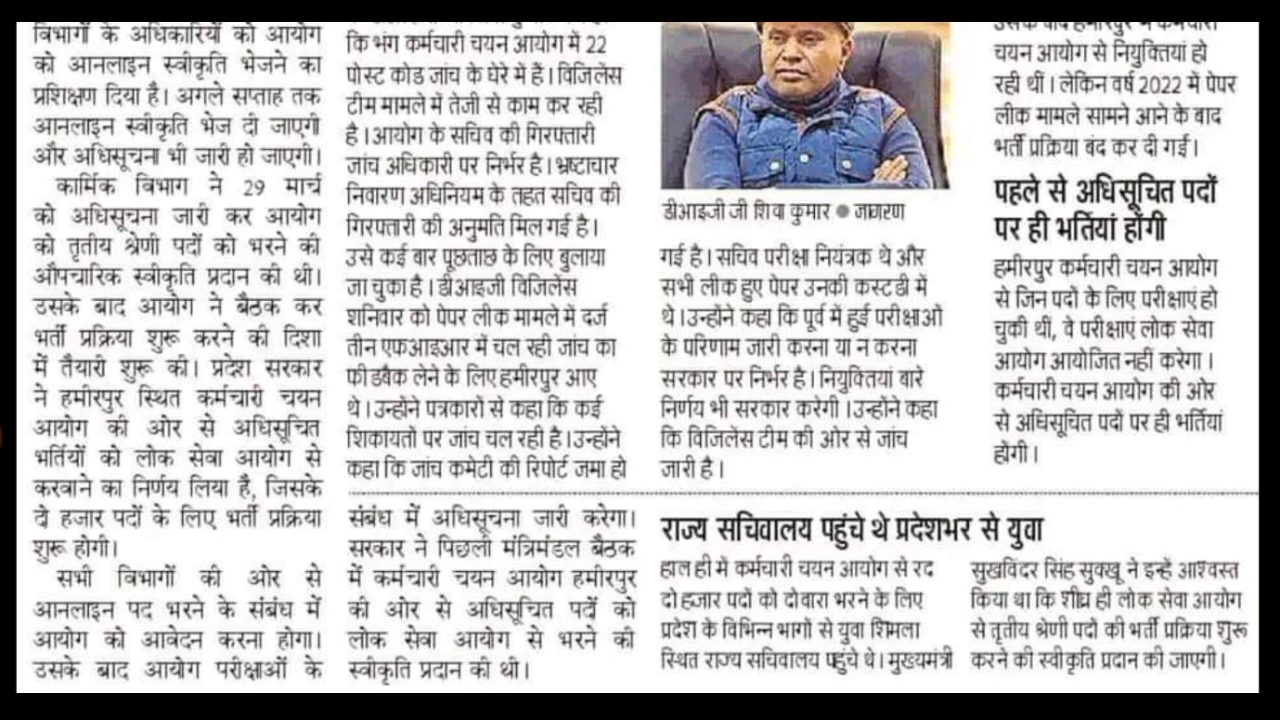 विभागों के अधिकारियों को आयोग
को आनलाइन स्वीकृति भेजने का
प्रशिक्षण दिया है। अगले सप्ताह तक
आनलाइन स्वीकृति भेज दी जाएगी
और अधिसूचना भी जारी हो जाएगी।
कार्मिक विभाग ने 29 मार्च
को अधिसूचना जारी कर आयोग
को तृतीय श्रेणी पदों को भरने की
औपचारिक स्वीकृति प्रदान की थी।
उसके बाद आयोग ने बैठक कर
भर्ती प्रक्रिया शुरू करने की दिशा
में तैयारी शुरू की। प्रदेश सरकार
ने हमीरपुर स्थित कर्मचारी चयन
आयोग की ओर से अधिसूचित
भर्तियों को लोक सेवा आयोग से
करवाने का निर्णय लिया है, जिसके
दो हजार पदों के लिए भर्ती प्रक्रिया
शुरू होगी।
सभी विभागों की ओर से
आनलाइन पद भरने के संबंध में
आयोग को आवेदन करना होगा।
उसके बाद आयोग परीक्षाओं के
संबंध में अधिसूचना जारी करेगा।
सरकार ने पिछली मंत्रिमंडल बैठक
में कर्मचारी चयन आयोग हमीरपुर
की ओर से अधिसूचित पदों को
लोक सेवा आयोग से भरने की
स्वीकृति प्रदान की थी।
कि भंग कर्मचारी चयन आयोग में 22
पोस्ट कोड जांच के घेरे में हैं। विजिलेंस
टीम मामले में तेजी से काम कर रही
है। आयोग के सचिव की गिरफ्तारी
जांच अधिकारी पर निर्भर है। भ्रष्टाचार
निवारण अधिनियम के तहत सचिव की
गिरफ्तारी की अनुमति मिल गई है।
उसे कई बार पूछताछ के लिए बुलाया
जा चुका है। डीआइजी विजिलेंस
शनिवार को पेपर लीक मामले में दर्ज
तीन एफआइआर में चल रही जांच का
फीडबैक लेने के लिए हमीरपुर आए
थे। उन्होंने पत्रकारों से कहा कि कई
शिकायतों पर जांच चल रही है। उन्होंने
कहा कि जांच कमेटी की रिपोर्ट जमा हो
डीआइजी जी शिवा कुमार ● जागरण
गई है। सचिव परीक्षा नियंत्रक थे और
सभी लीक हुए पेपर उनकी कस्टडी में
थे। उन्होंने कहा कि पूर्व में हुई परीक्षाओं
के परिणाम जारी करना या न करना
सरकार पर निर्भर है। नियुक्तियां बारे
निर्णय भी सरकार करेगी। उन्होंने कहा
कि विजिलेंस टीम की ओर से जांच
जारी है।
चयन आयोग से नियुक्तियां हो
रही थीं। लेकिन वर्ष 2022 में पेपर
लीक मामला सामने आने के बाद
भर्ती प्रक्रिया बंद कर दी गई।
पहले से अधिसूचित पदों
पर ही भर्तियां होंगी
हमीरपुर कर्मचारी चयन आयोग
से जिन पदों के लिए परीक्षाएं हो
चुकी थीं, वे परीक्षाएं लोक सेवा
आयोग आयोजित नहीं करेगा।
कर्मचारी चयन आयोग की ओर
से अधिसूचित पदों पर ही भर्तियां
होंगी।
राज्य सचिवालय पहुंचे थे प्रदेशभर से युवा
हाल ही में कर्मचारी चयन आयोग से रद
दो हजार पदों को दोबारा भरने के लिए
प्रदेश के विभिन्न भागों से युवा शिमला
स्थित राज्य सचिवालय पहुंचे थे। मुख्यमंत्री
सुखविंदर सिंह सुक्खू ने इन्हें आश्वस्त
किया था कि शीघ्र ही लोक सेवा आयोग
से तृतीय श्रेणी पदों की भर्ती प्रक्रिया शुरू
करने की स्वीकृति प्रदान की जाएगी।